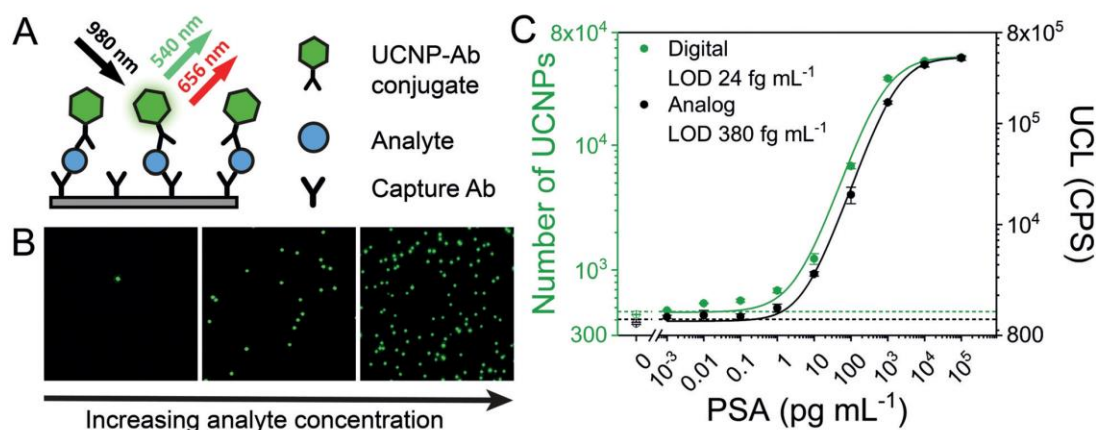 A
980 nm
540 nm
656 nm
UCNP-Ab
conjugate
Analyte
Capture Ab
B
Increasing analyte concentration
C
Digital
LOD 24 fg mL⁻¹
Analog
LOD 380 fg mL⁻¹
Number of UCNPs
8x10⁴
10⁴
10³
300
UCL (CPS)
8x10⁵
10⁵
10⁴
800
0 10⁻³ 0.01 0.1 1 10 100 10³ 10⁴ 10⁵
PSA (pg mL⁻¹)